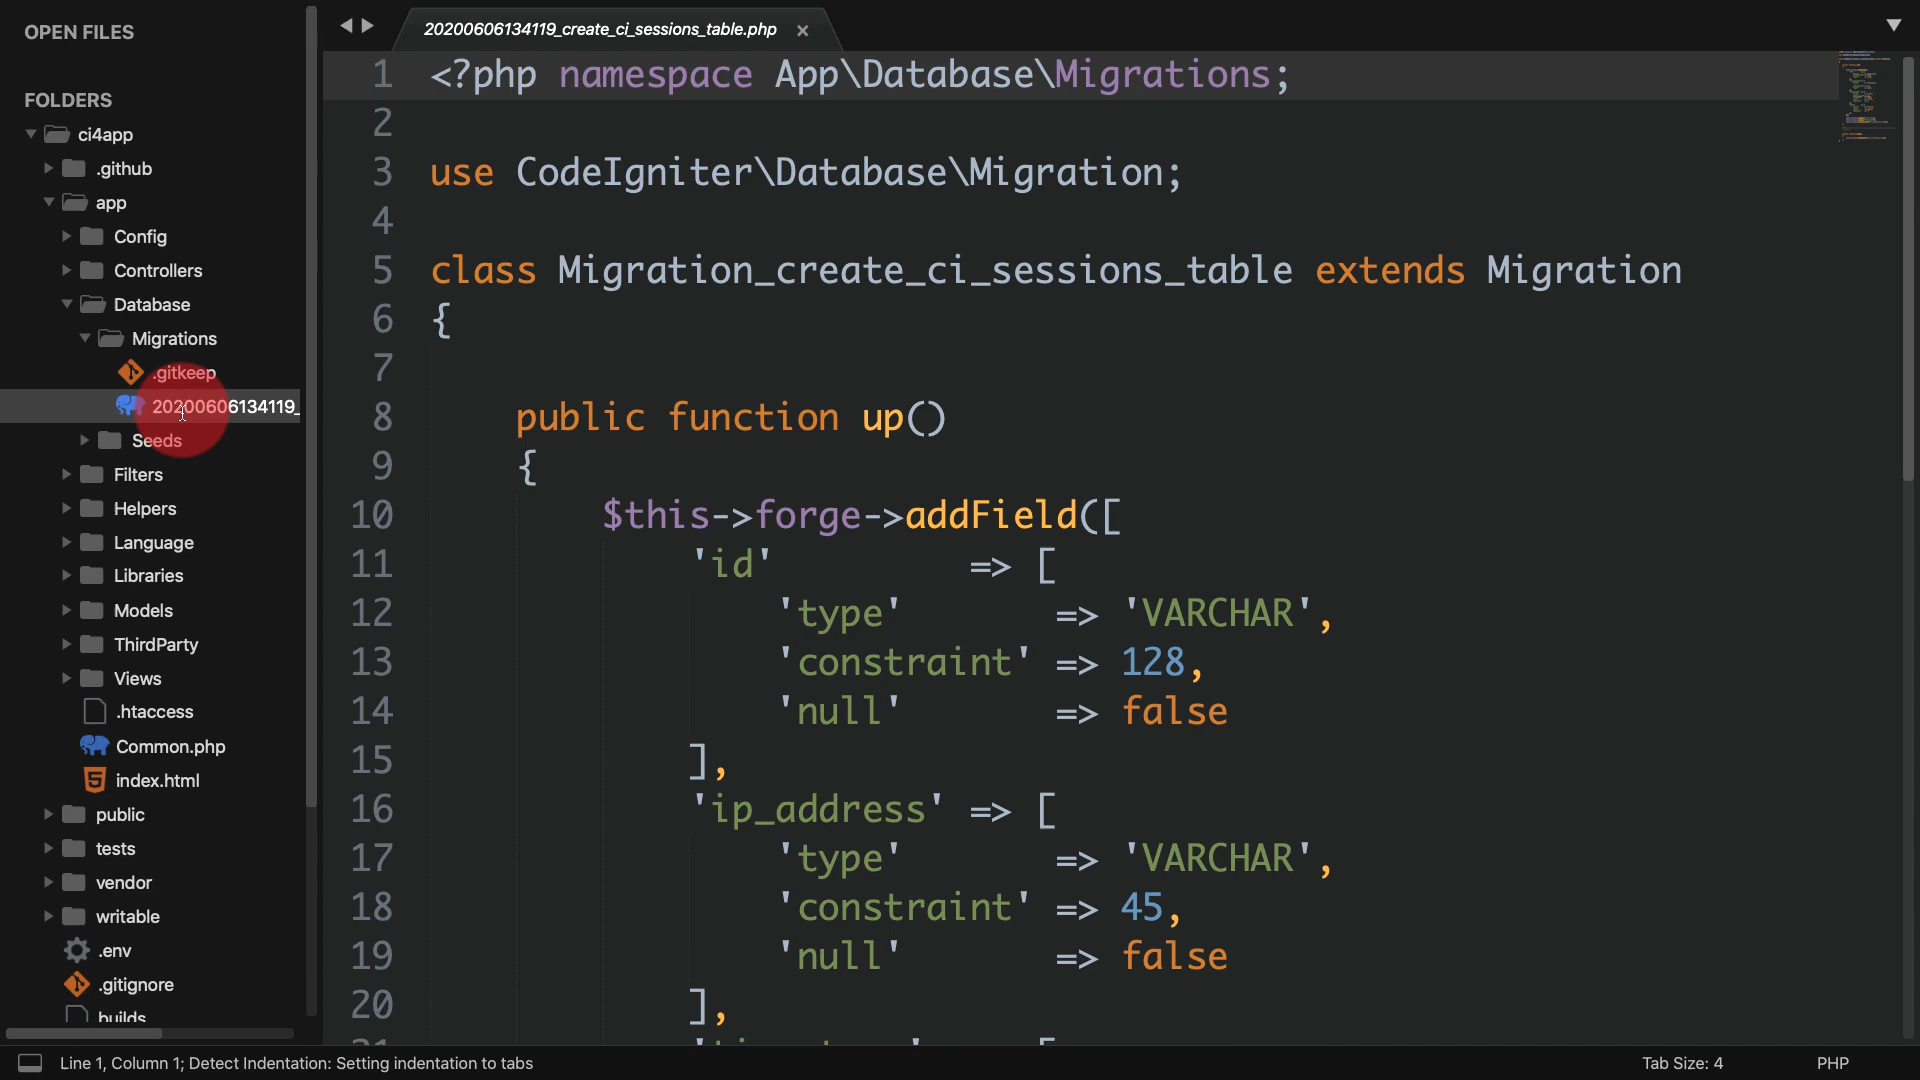 OPEN FILES
FOLDERS
ci4app
.github
app
Config
Controllers
Database
Migrations
.gitkeep
20200606134119_
Seeds
Filters
Helpers
Language
Libraries
Models
ThirdParty
Views
.htaccess
Common.php
index.html
public
tests
vendor
writable
.env
.gitignore
builds
20200606134119_create_ci_sessions_table.php ×
1 <?php namespace App\Database\Migrations;
2
3 use CodeIgniter\Database\Migration;
4
5 class Migration_create_ci_sessions_table extends Migration
6 {
7
8 public function up()
9 {
10 $this->forge->addField([
11 'id' => [
12 'type' => 'VARCHAR',
13 'constraint' => 128,
14 'null' => false
15 ],
16 'ip_address' => [
17 'type' => 'VARCHAR',
18 'constraint' => 45,
19 'null' => false
20 ],
Line 1, Column 1; Detect Indentation: Setting indentation to tabs
Tab Size: 4
PHP